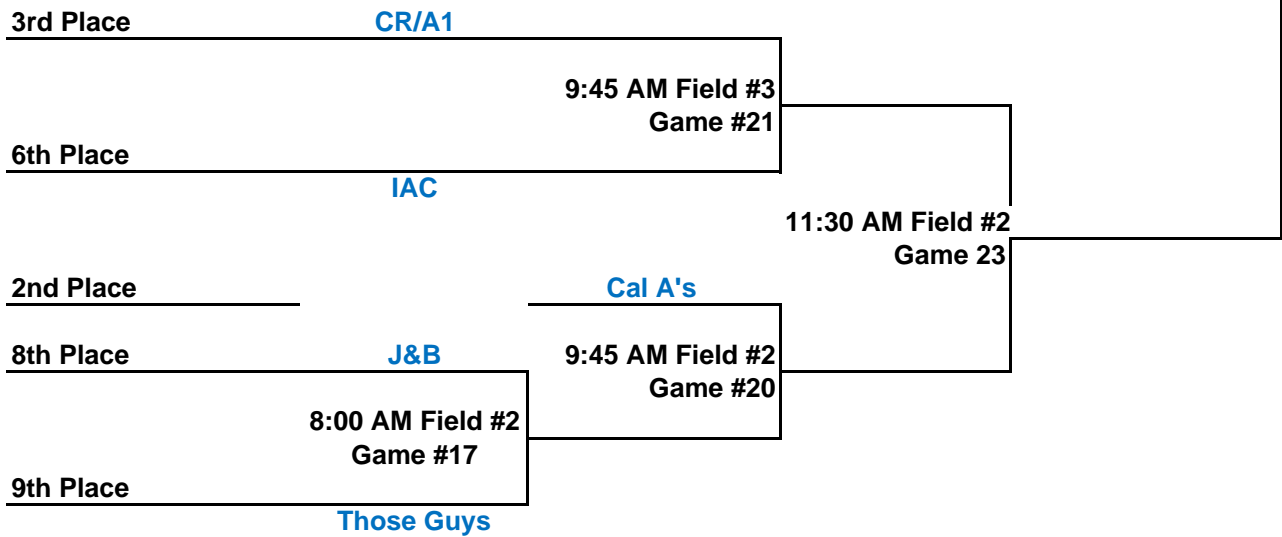 3rd Place CR/A1
9:45 AM Field #3
Game #21
6th Place
IAC
11:30 AM Field #2
Game 23
2nd Place Cal A's
8th Place J&B 9:45 AM Field #2
Game #20
8:00 AM Field #2
Game #17
9th Place
Those Guys